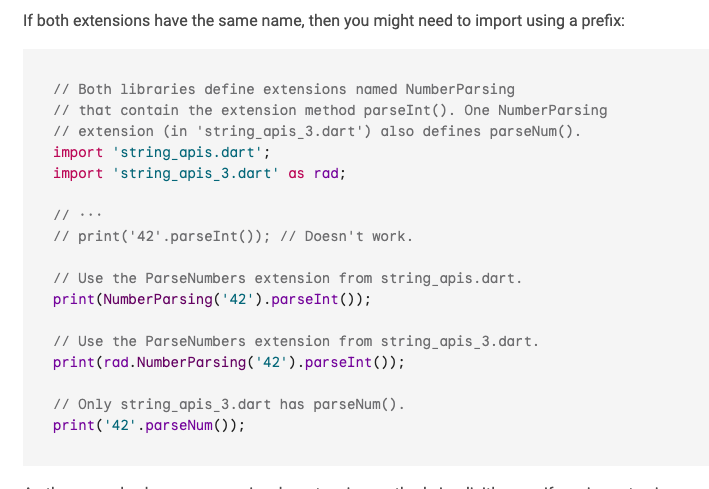 If both extensions have the same name, then you might need to import using a prefix:
// Both libraries define extensions named NumberParsing
// that contain the extension method parseInt(). One NumberParsing
// extension (in 'string_apis_3.dart') also defines parseNum().
import 'string_apis.dart';
import 'string_apis_3.dart' as rad;
// ···
// print('42'.parseInt()); // Doesn't work.
// Use the ParseNumbers extension from string_apis.dart.
print(NumberParsing('42').parseInt());
// Use the ParseNumbers extension from string_apis_3.dart.
print(rad.NumberParsing('42').parseInt());
// Only string_apis_3.dart has parseNum().
print('42'.parseNum());